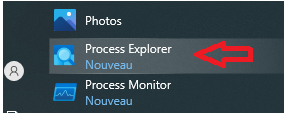 Photos
Process Explorer
Nouveau
Process Monitor
Nouveau